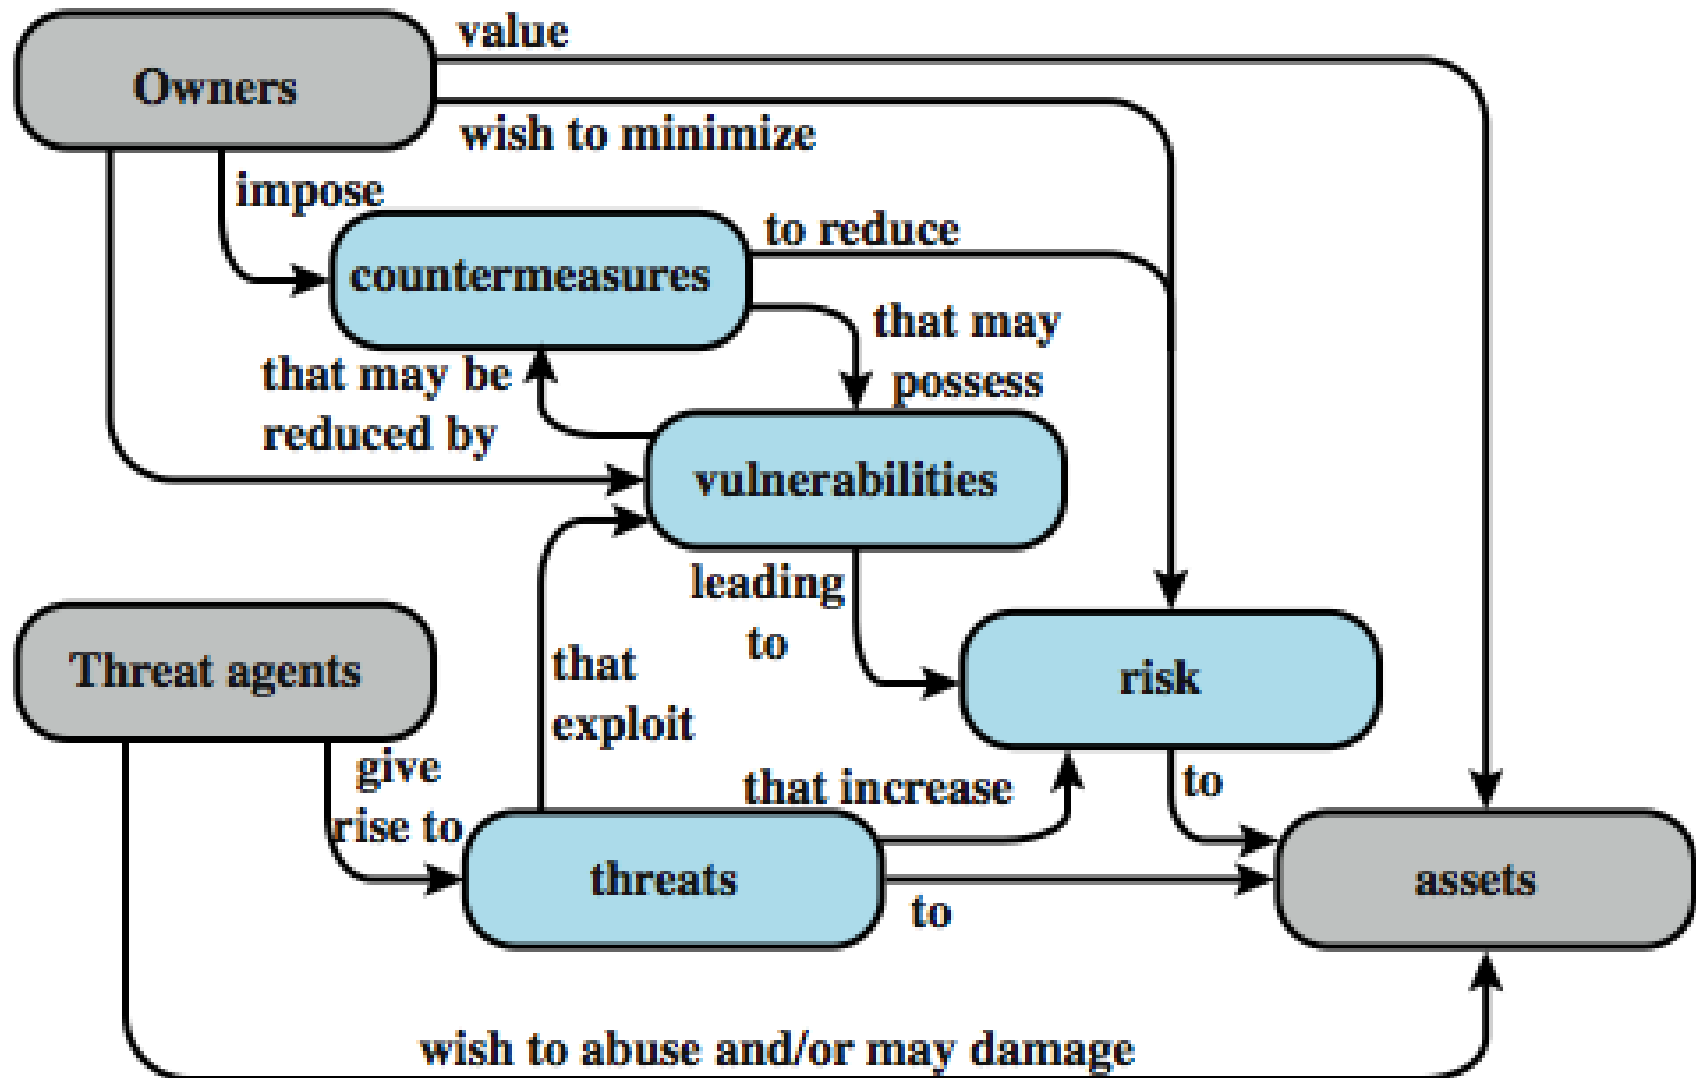 value
Owners
wish to minimize
impose
to reduce
countermeasures
that may
possess
that may be
reduced by
vulnerabilities
leading
to
Threat agents
that
exploit
risk
give
rise to
that increase
to
threats
assets
to
wish to abuse and/or may damage